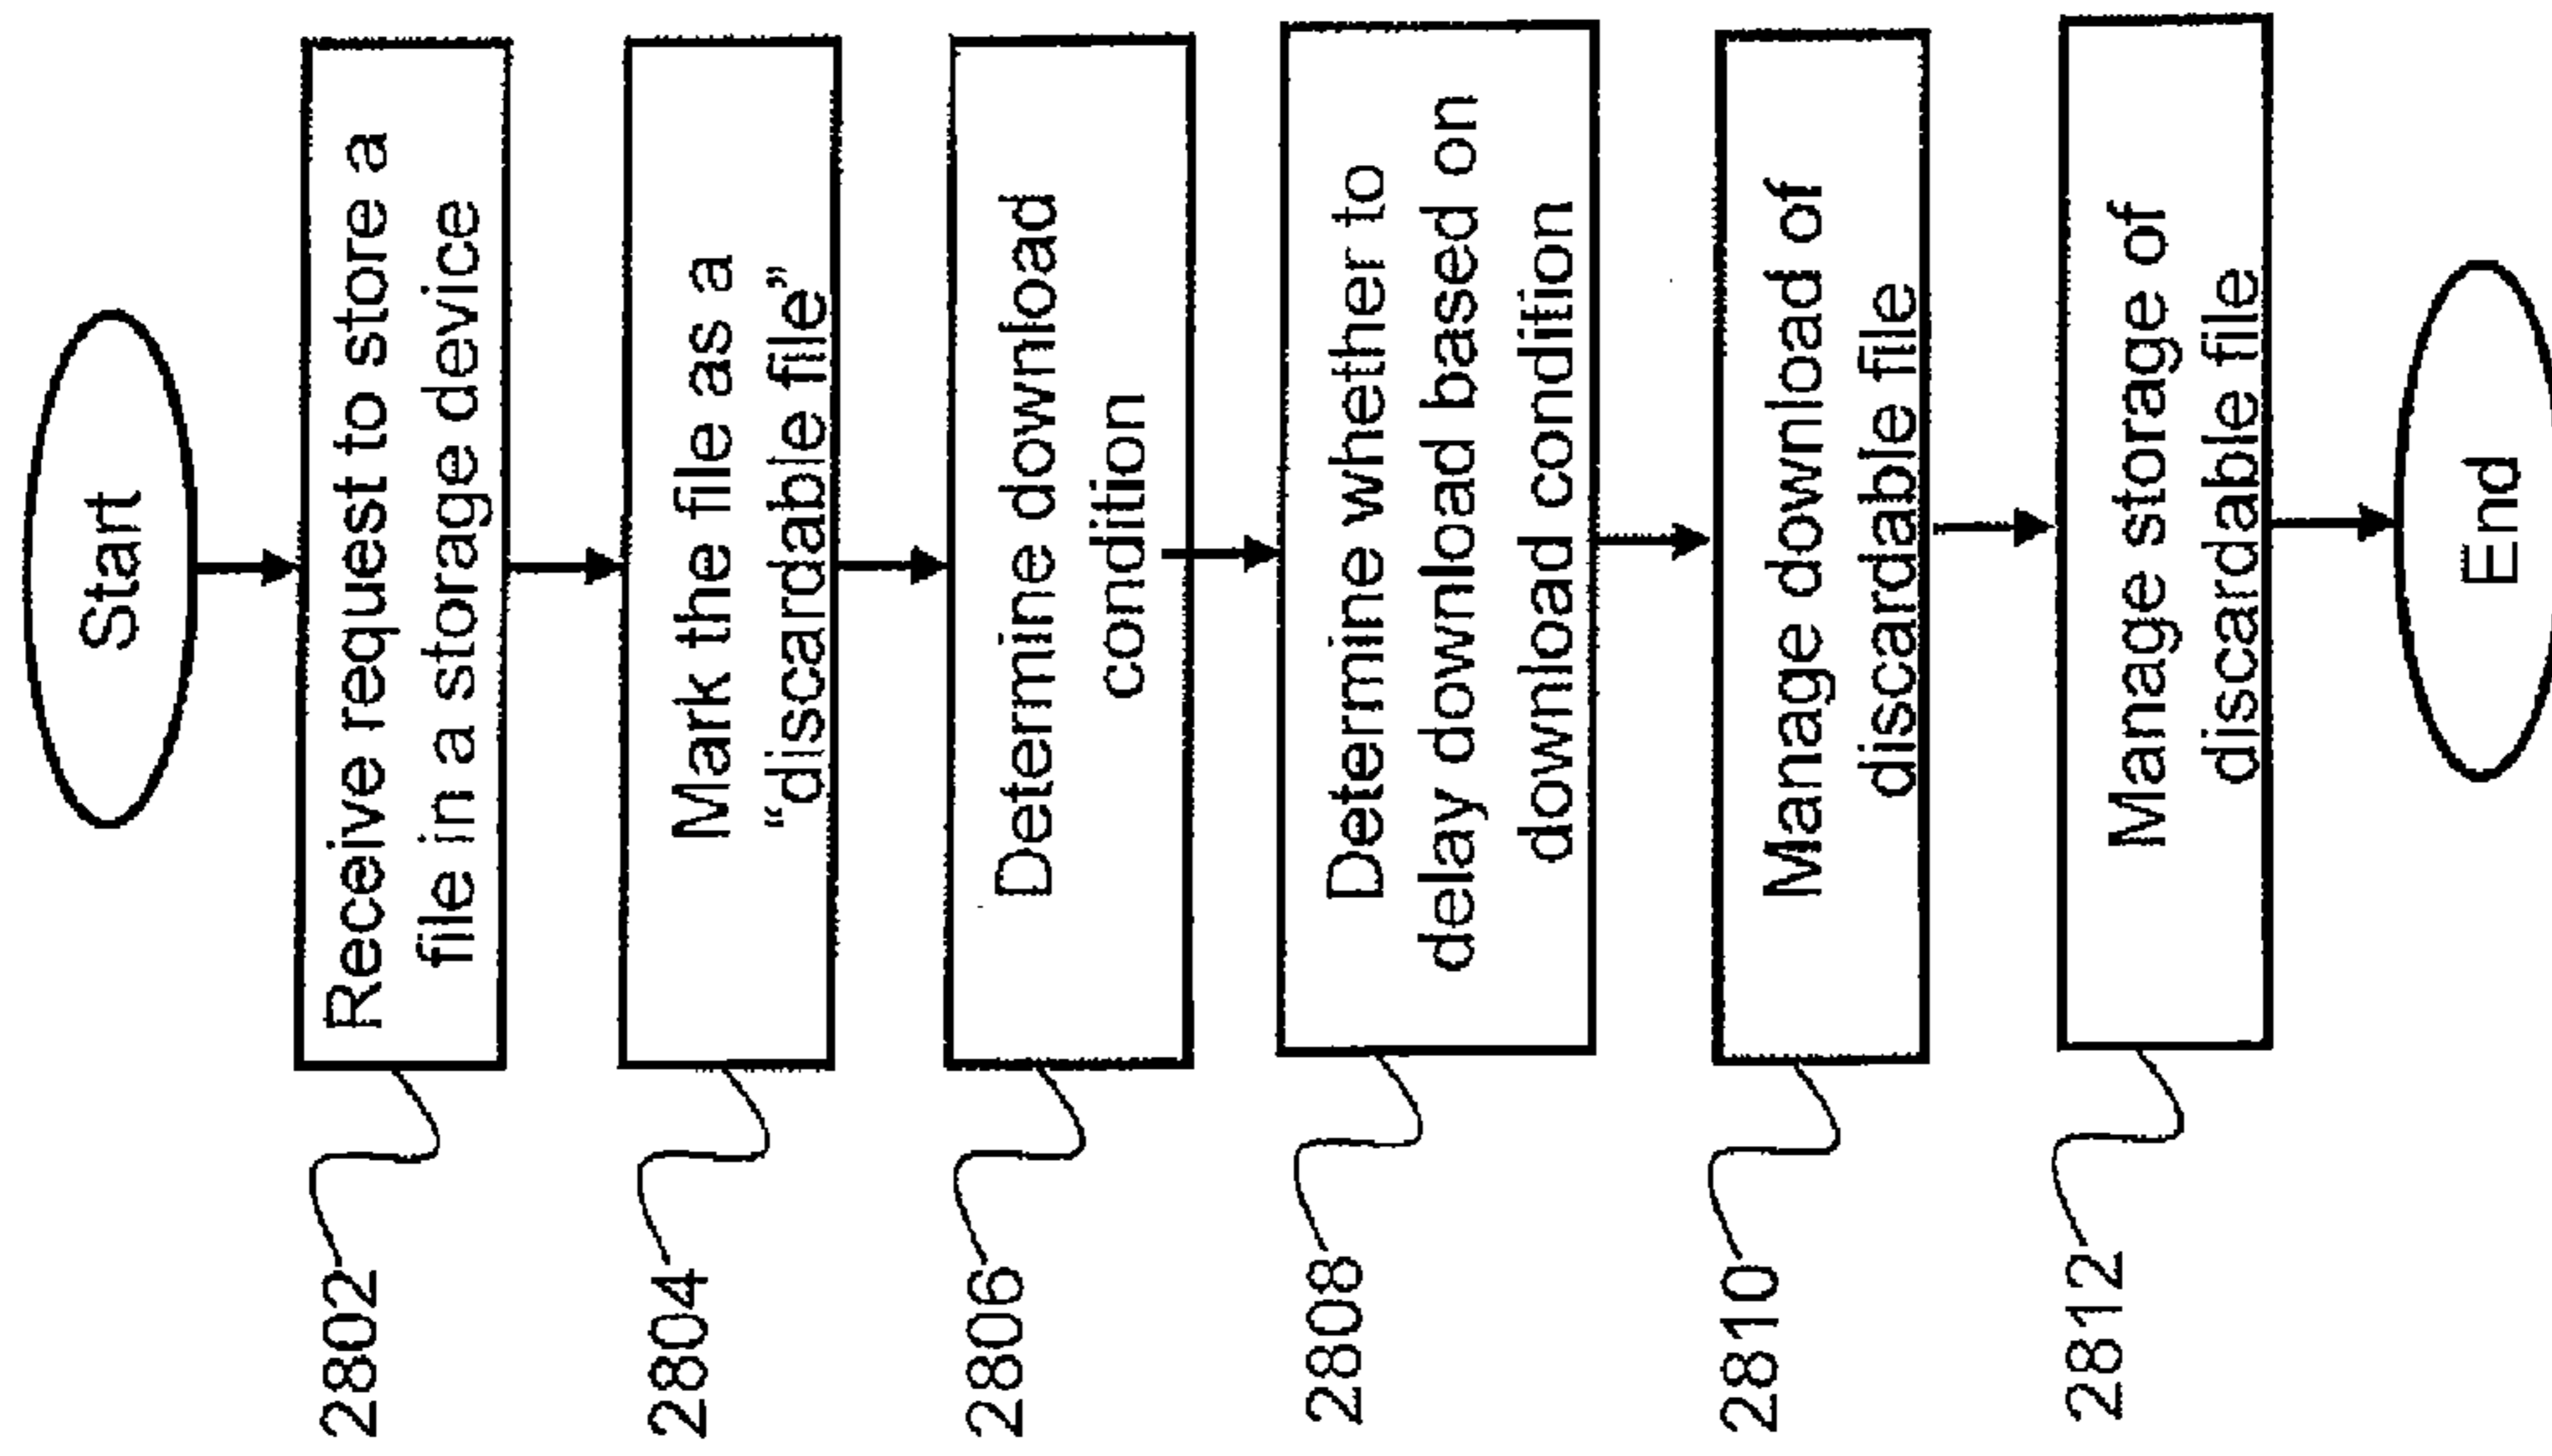 Start
2802
Receive request to store a
file in a storage device
2804
Mark the file as a
“discardable file”
2806
Determine download
condition
2808
Determine whether to
delay download based on
download condition
2810
Manage download of
discardable file
2812
Manage storage of
discardable file
End